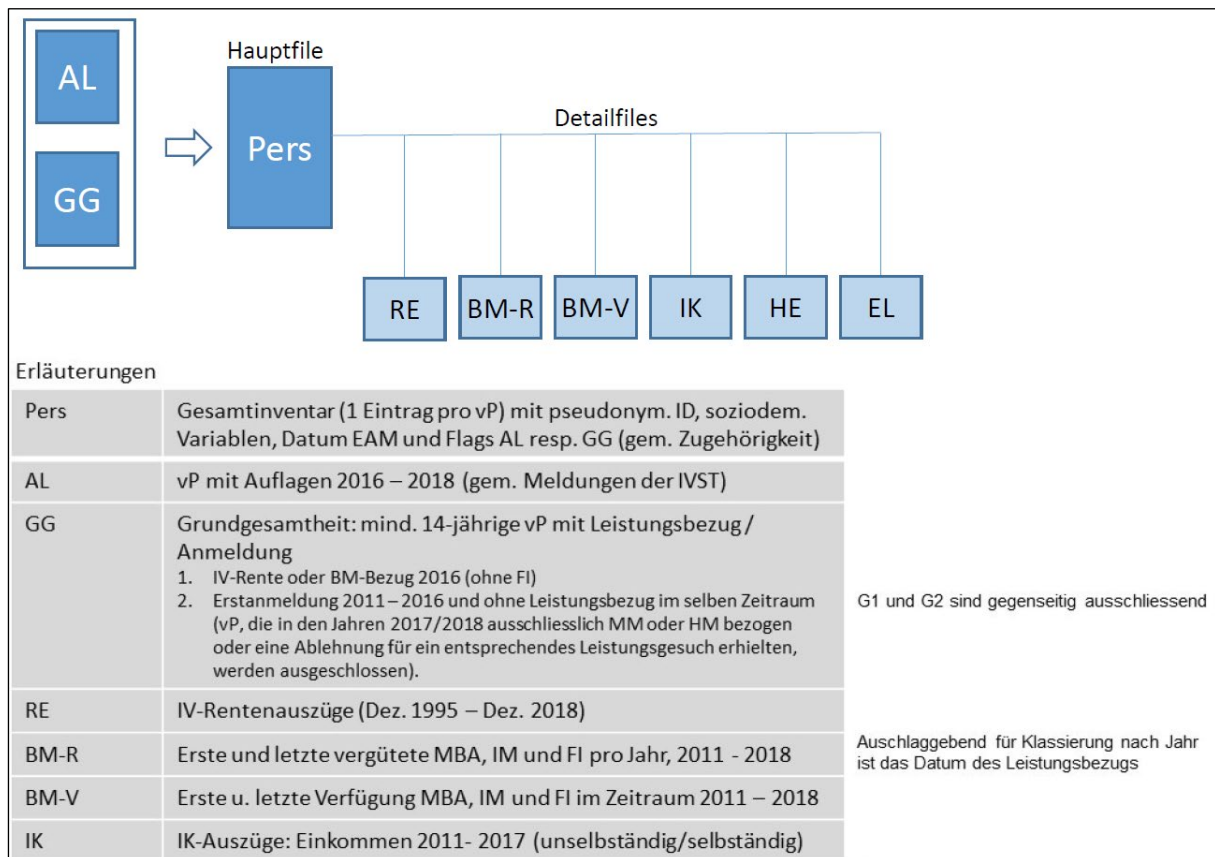 AL
GG
Hauptfile
Pers
Detailfiles
RE
BM-R
BM-V
IK
HE
EL
Erläuterungen
Pers
Gesamtinventar (1 Eintrag pro vP) mit pseudonym. ID, soziodem.
Variablen, Datum EAM und Flags AL resp. GG (gem. Zugehörigkeit)
AL
vP mit Auflagen 2016 – 2018 (gem. Meldungen der IVST)
GG
Grundgesamtheit: mind. 14-jährige vP mit Leistungsbezug /
Anmeldung
1. IV-Rente oder BM-Bezug 2016 (ohne FI)
2. Erstanmeldung 2011 – 2016 und ohne Leistungsbezug im selben Zeitraum
(vP, die in den Jahren 2017/2018 ausschliesslich MM oder HM bezogen
oder eine Ablehnung für ein entsprechendes Leistungsgesuch erhielten,
werden ausgeschlossen).
G1 und G2 sind gegenseitig ausschliessend
RE
IV-Rentenauszüge (Dez. 1995 – Dez. 2018)
BM-R
Erste und letzte vergütete MBA, IM und FI pro Jahr, 2011 - 2018
Auschlaggebend für Klassierung nach Jahr
ist das Datum des Leistungsbezugs
BM-V
Erste u. letzte Verfügung MBA, IM und FI im Zeitraum 2011 – 2018
IK
IK-Auszüge: Einkommen 2011- 2017 (unselbständig/selbständig)